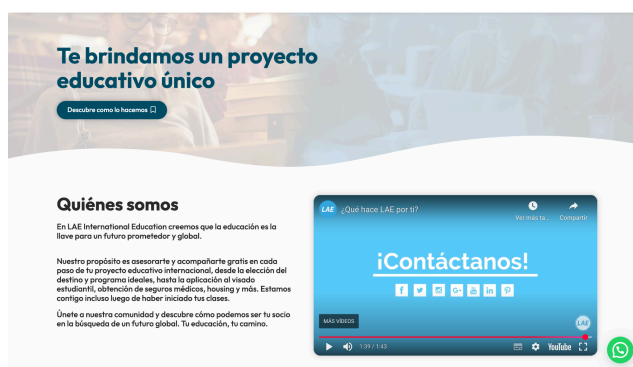 Te brindamos un proyecto
educativo único
Descubre como lo hacemos
Quiénes somos
En LAE International Education creemos que la educación es la
llave para un futuro prometedor y global.
Nuestro propósito es asesorarte y acompañarte gratis en cada
paso de tu proyecto educativo internacional, desde la elección del
destino y programa ideales, hasta la aplicación al visado
estudiantil, obtención de seguros médicos, housing y más. Estamos
contigo incluso luego de haber iniciado tus clases.
Únete a nuestra comunidad y descubre cómo podemos ser tu socio
en la búsqueda de un futuro global. Tu educación, tu camino.
LAE ¿Qué hace LAE por ti?
Ver más ta... Compartir
¡Contáctanos!
f G+ in
MÁS VÍDEOS
LAE
1:39 / 1:43
YouTube